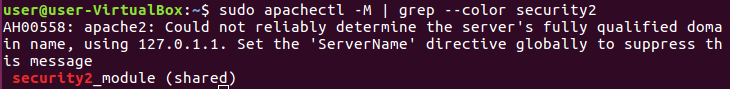 user@user-VirtualBox:~$ sudo apachectl -M | grep --color security2
AH00558: apache2: Could not reliably determine the server's fully qualified doma
in name, using 127.0.1.1. Set the 'ServerName' directive globally to suppress th
is message
 security2_module (shared)